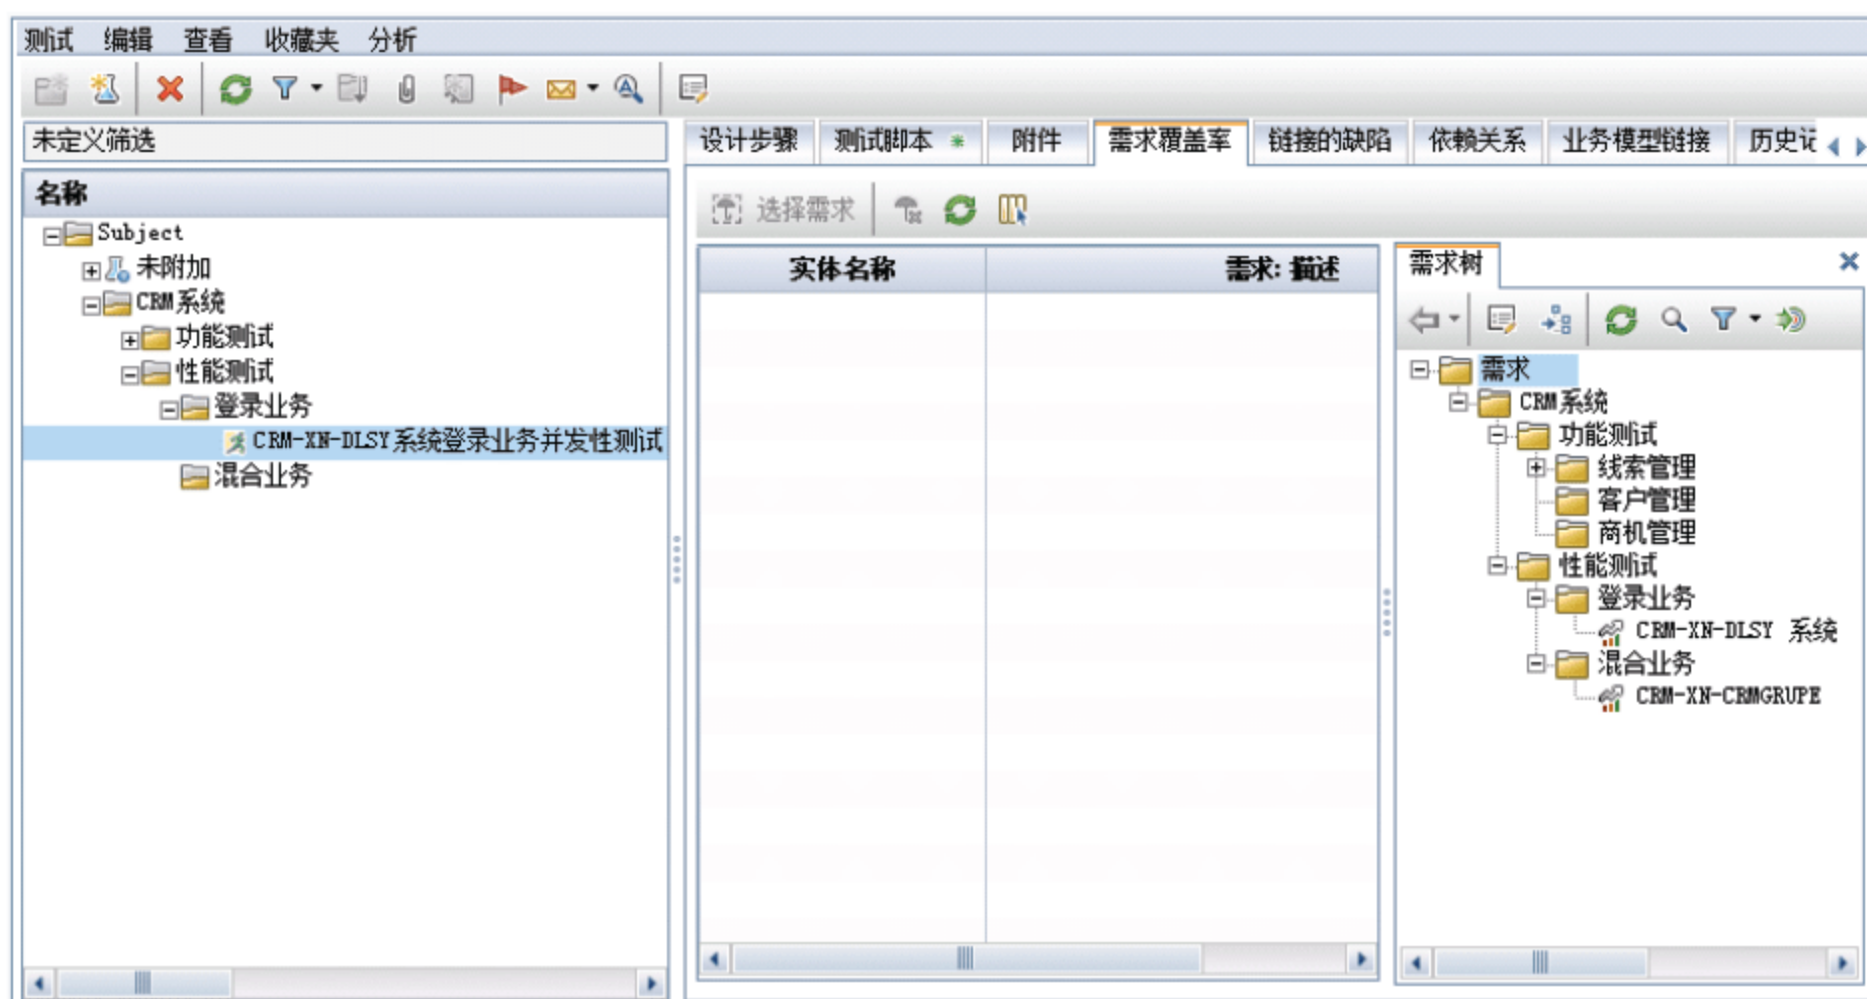 测试 编辑 查看 收藏夹 分析
未定义筛选
名称
Subject
未附加
CRM系统
功能测试
性能测试
登录业务
CRM-XN-DLSY系统登录业务并发性测试
混合业务
设计步骤 测试脚本 * 附件 需求覆盖率 链接的缺陷 依赖关系 业务模型链接 历史记
选择需求
实体名称 需求: 描述
需求树
需求
CRM系统
功能测试
线索管理
客户管理
商机管理
性能测试
登录业务
CRM-XN-DLSY 系统
混合业务
CRM-XN-CRMGRUPE